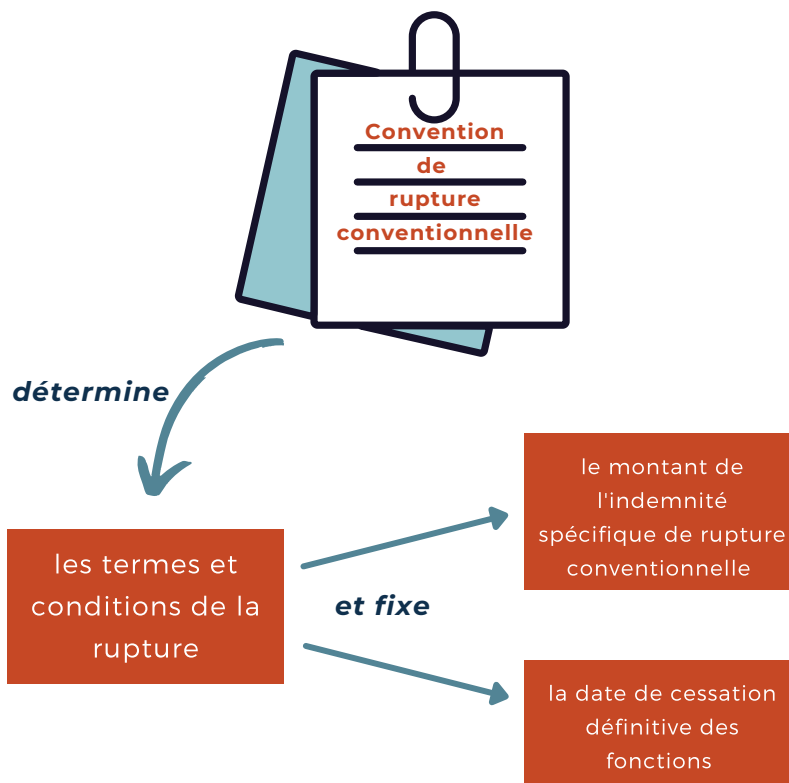 Convention
de
rupture
conventionnelle
détermine
les termes et
conditions de la
rupture
et fixe
le montant de
l'indemnité
spécifique de rupture
conventionnelle
la date de cessation
définitive des
fonctions